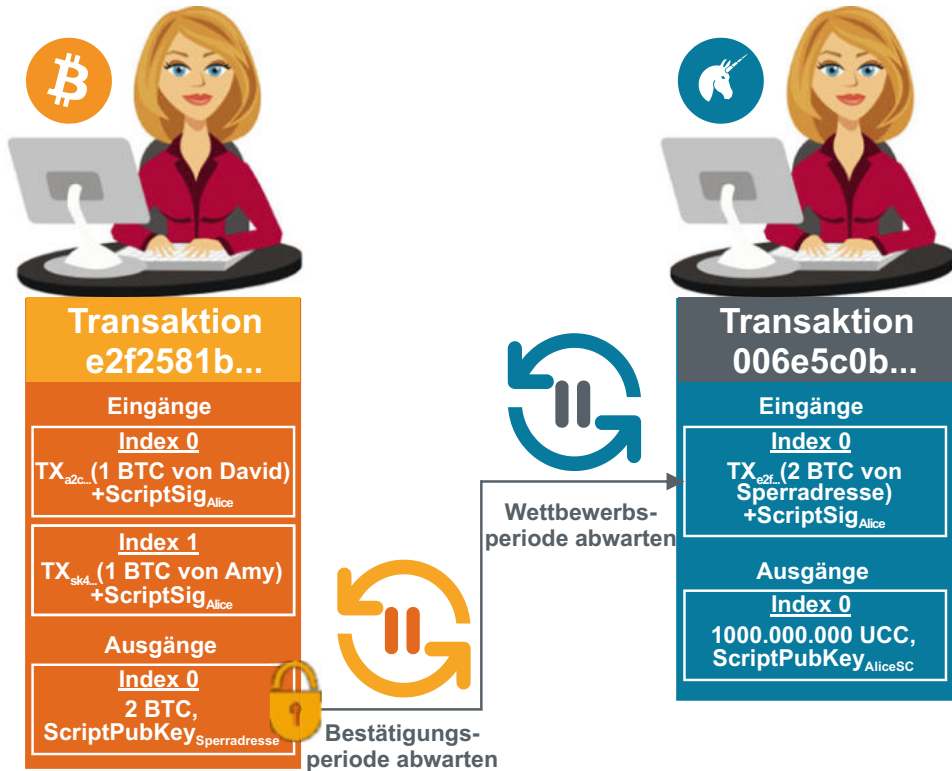 Transaktion
e2f2581b...
Eingänge
Index 0
TXa2c...(1 BTC von David)
+ScriptSigAlice
Index 1
TXsk4...(1 BTC von Amy)
+ScriptSigAlice
Ausgänge
Index 0
2 BTC,
ScriptPubKeySperradresse
Bestätigungs-
periode abwarten
Wettbewerbs-
periode abwarten
Transaktion
006e5c0b...
Eingänge
Index 0
TXe2f...(2 BTC von
Sperradresse)
+ScriptSigAlice
Ausgänge
Index 0
1000.000.000 UCC,
ScriptPubKeyAliceSC